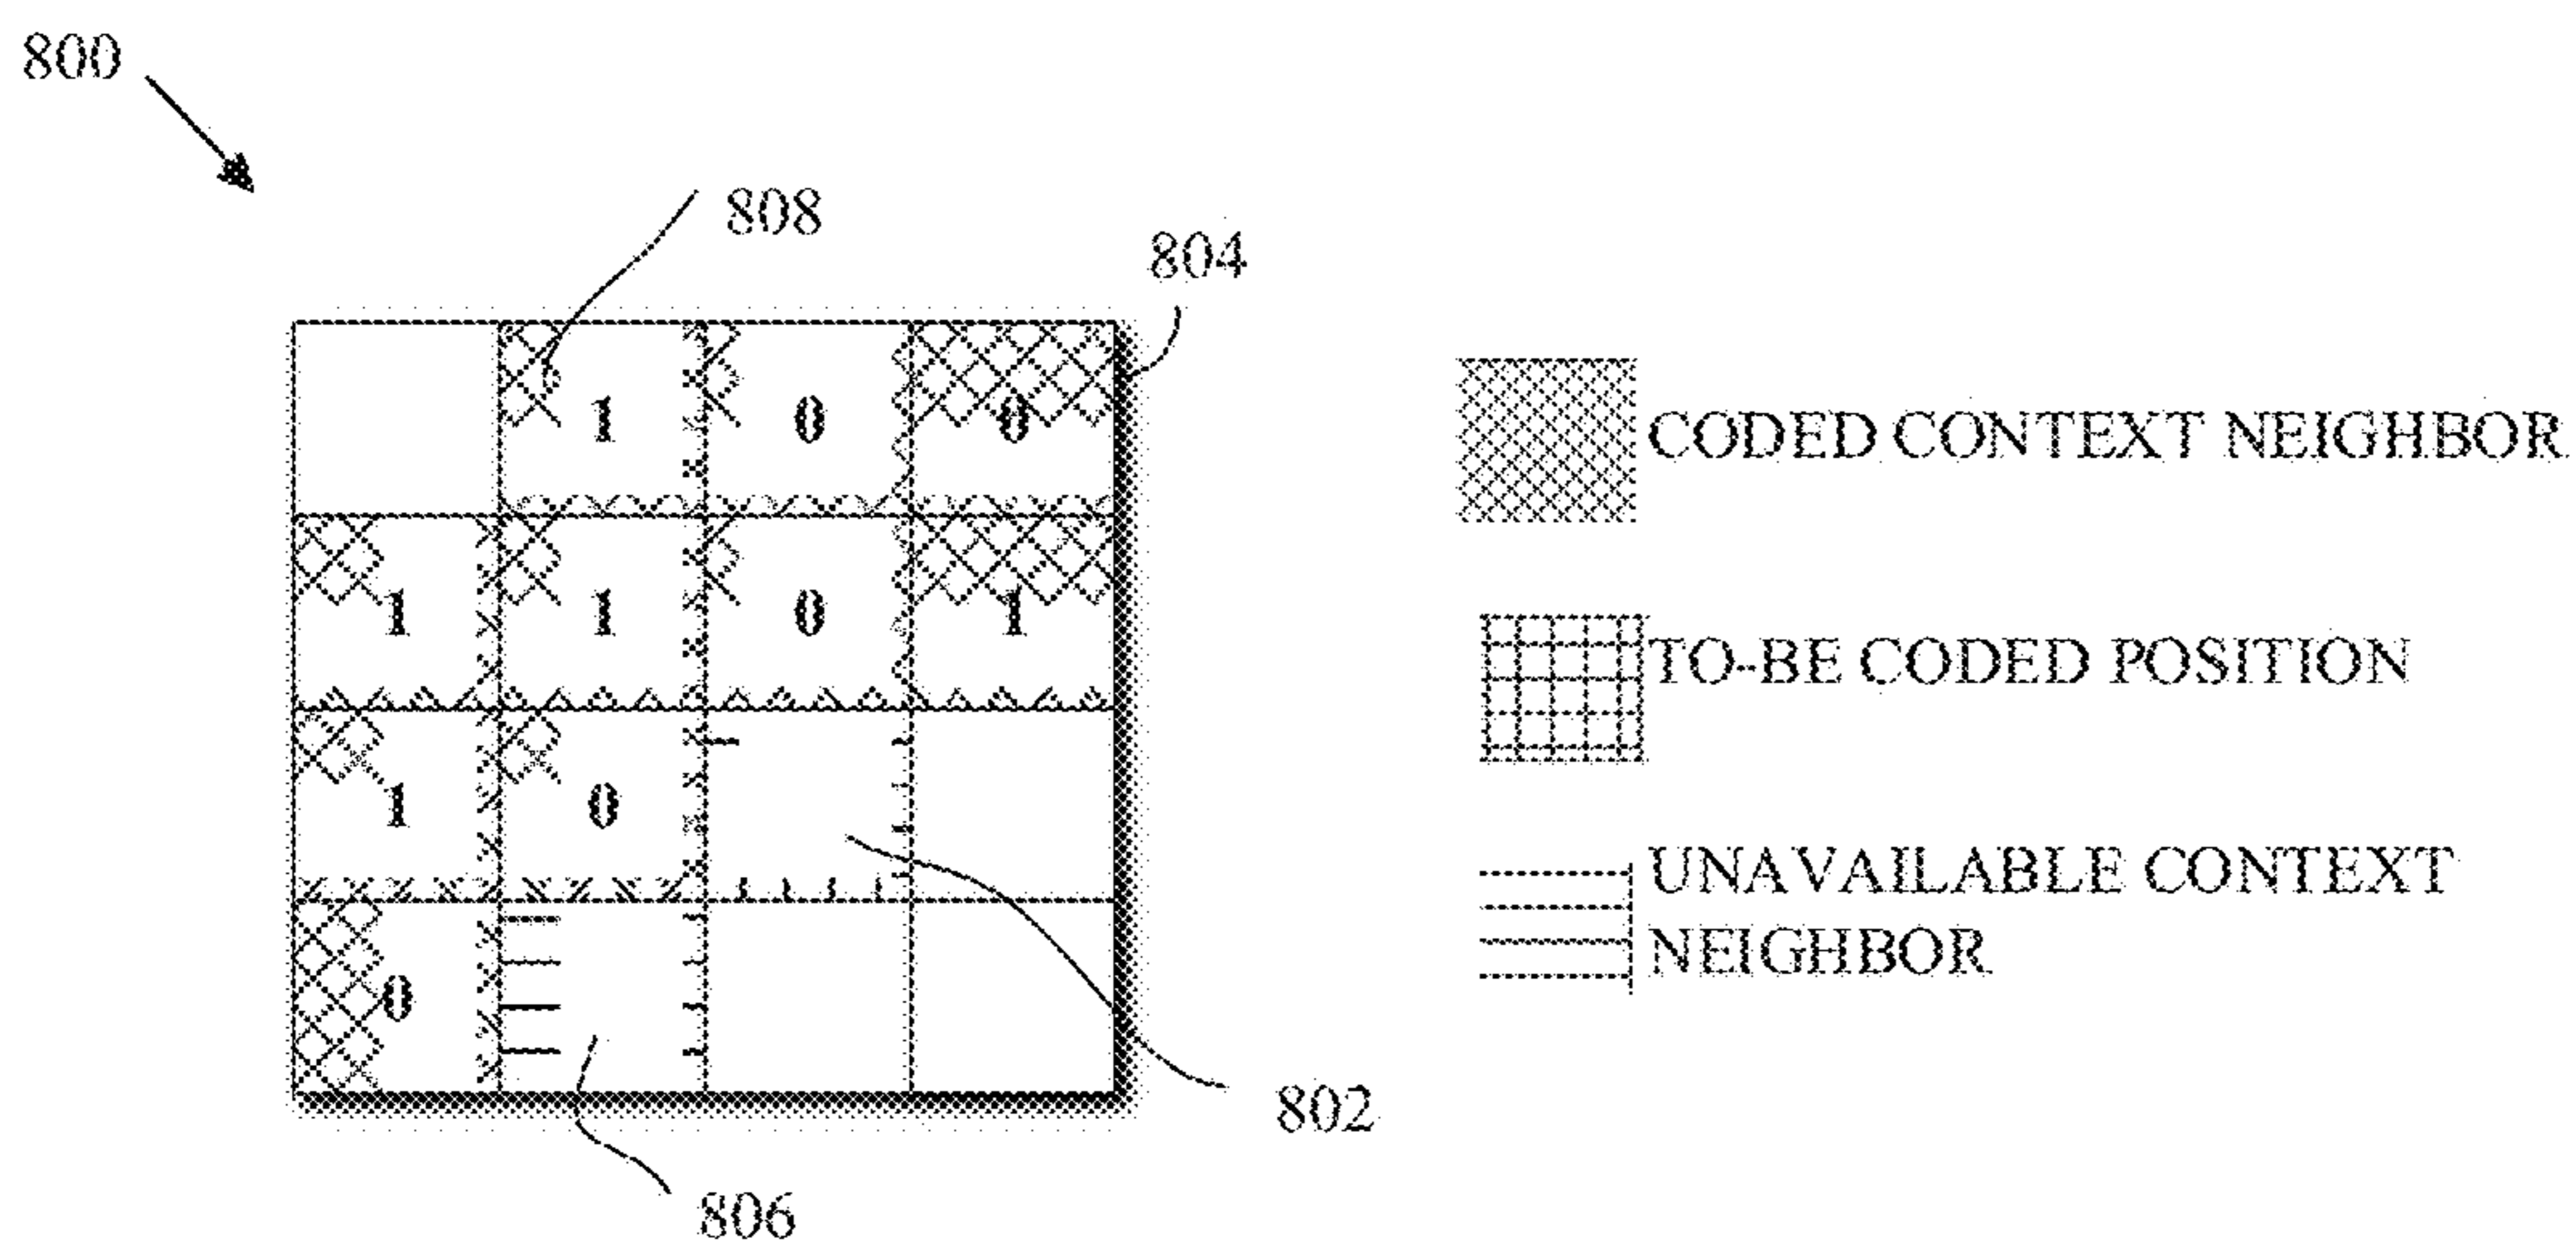 800
808
804
1 0 0
1 1 0 1
1 0
0
802
806
CODED CONTEXT NEIGHBOR
TO-BE CODED POSITION
UNAVAILABLE CONTEXT
NEIGHBOR